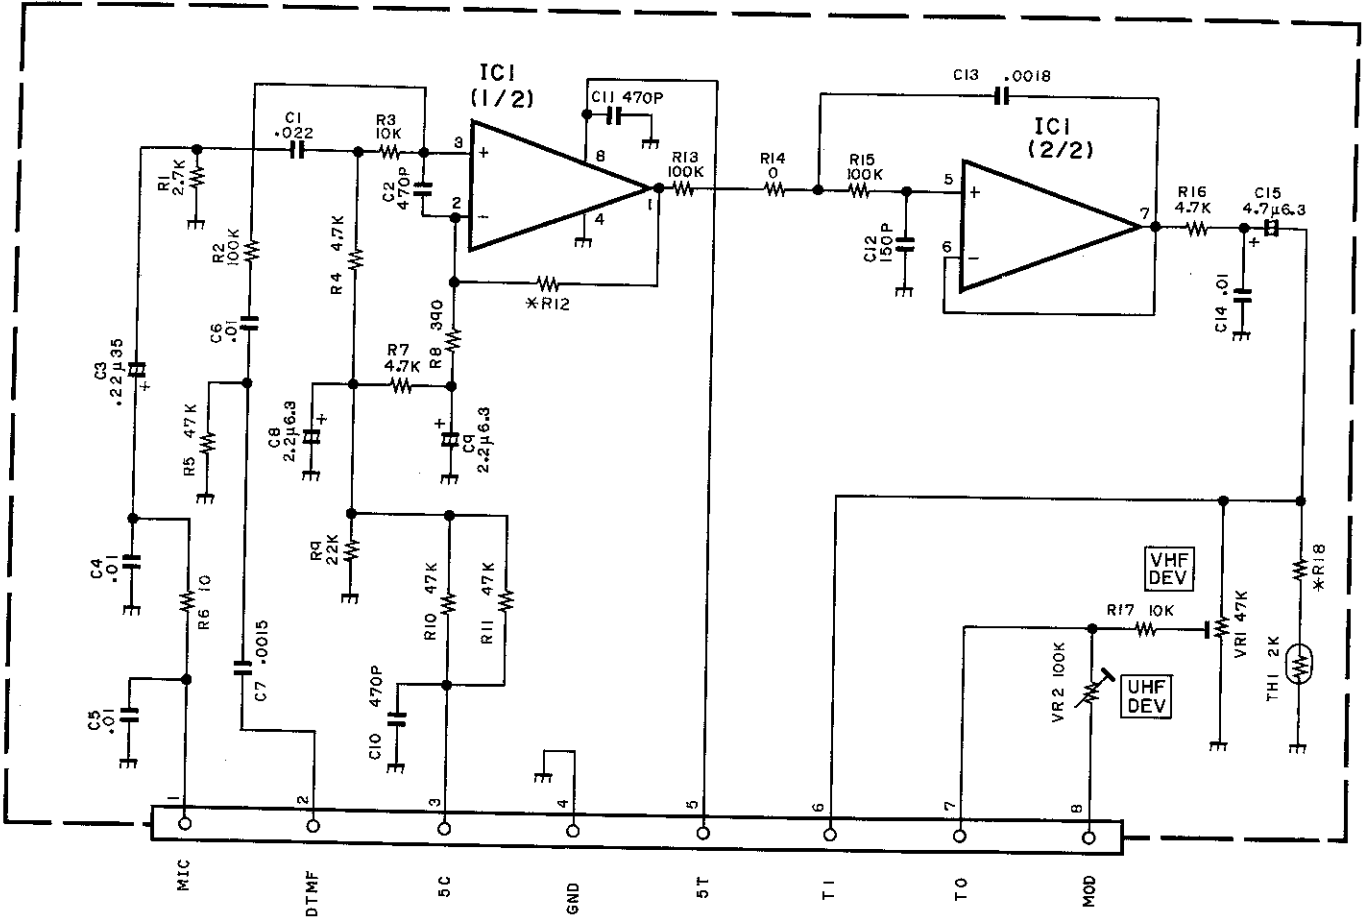 IC1
(1/2)
C11 470P
C13 .0018
IC1
(2/2)
C1
.022
R3
10K
3
+
8
R13
100K
R14
0
R15
100K
5
+
R1
2.7K
C2
470P
2
−
4
1
C12
150P
6
−
7
R16
4.7K
C15
4.7µ6.3
+
R2
100K
R4 4.7K
*R12
C14 .01
C6
.01
R8 390
C3
.22µ35
+
R7
4.7K
R5 47K
C8
2.2µ6.3
+
+
C9
2.2µ6.3
C4
.01
R6 10
R9
22K
R10 47K
R11 47K
VHF
DEV
*R18
R17 10K
VR1 47K
C7 .0015
C5
.01
C10 470P
VR2 100K
UHF
DEV
TH1 2K
1
2
3
4
5
6
7
8
MIC
DTMF
5C
GND
5T
TI
TO
MOD